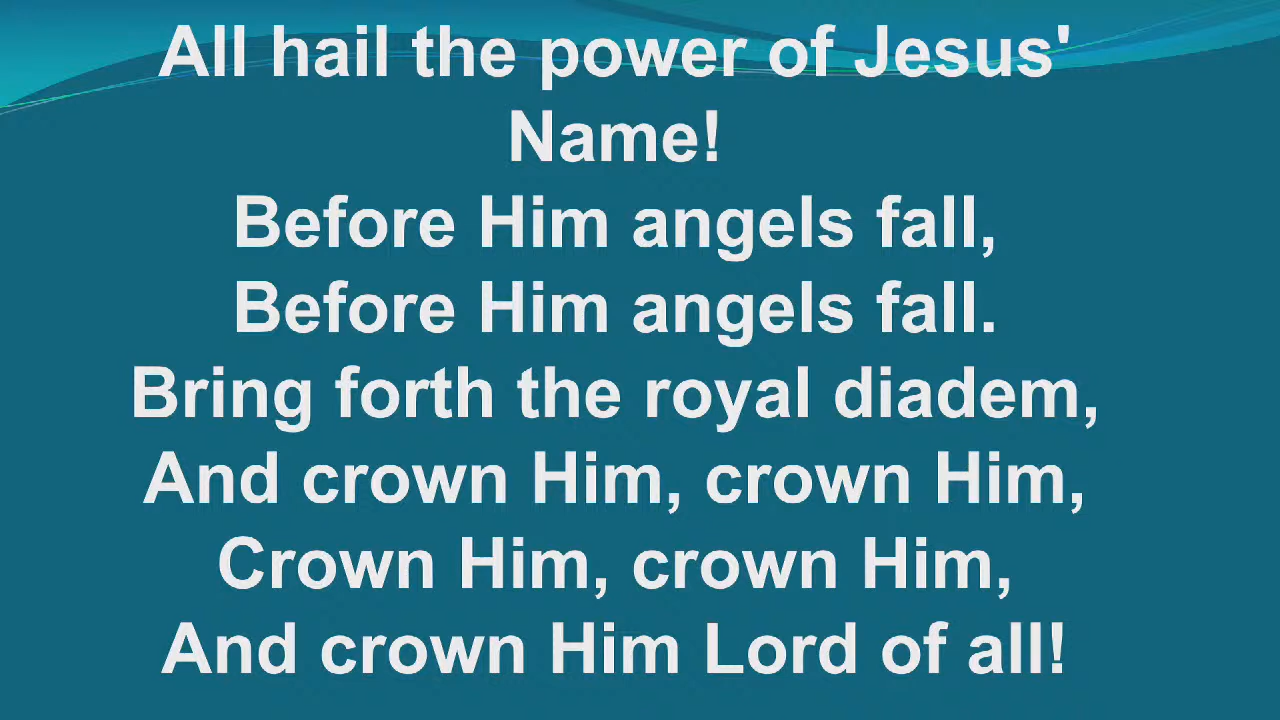 All hail the power of Jesus'
Name!
Before Him angels fall,
Before Him angels fall.
Bring forth the royal diadem,
And crown Him, crown Him,
Crown Him, crown Him,
And crown Him Lord of all!